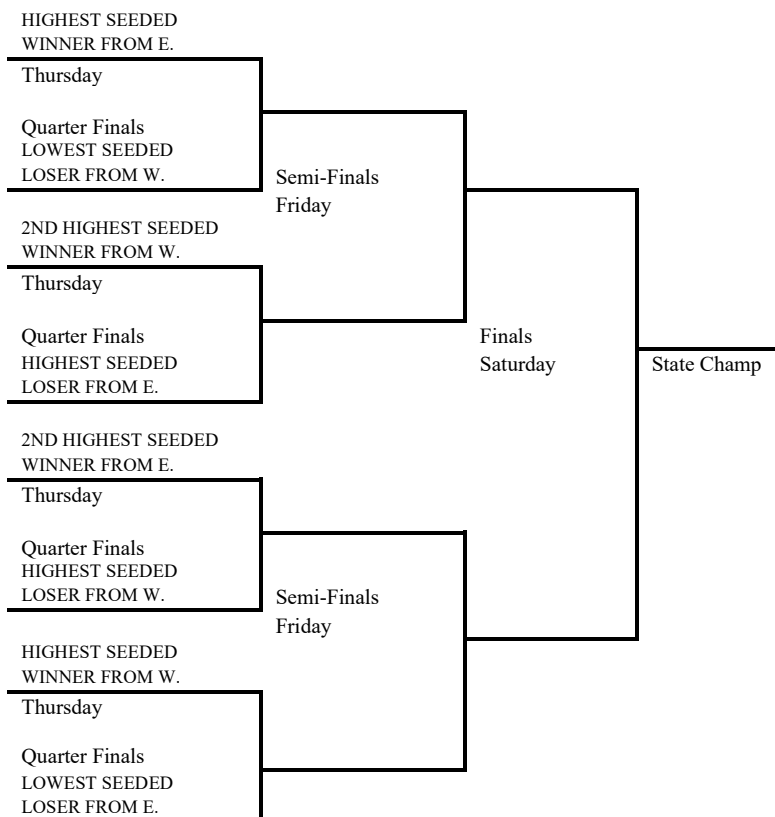 HIGHEST SEEDED
WINNER FROM E.
Thursday
Quarter Finals
LOWEST SEEDED
LOSER FROM W.
Semi-Finals
Friday
2ND HIGHEST SEEDED
WINNER FROM W.
Thursday
Quarter Finals
HIGHEST SEEDED
LOSER FROM E.
Finals
Saturday
State Champ
2ND HIGHEST SEEDED
WINNER FROM E.
Thursday
Quarter Finals
HIGHEST SEEDED
LOSER FROM W.
Semi-Finals
Friday
HIGHEST SEEDED
WINNER FROM W.
Thursday
Quarter Finals
LOWEST SEEDED
LOSER FROM E.